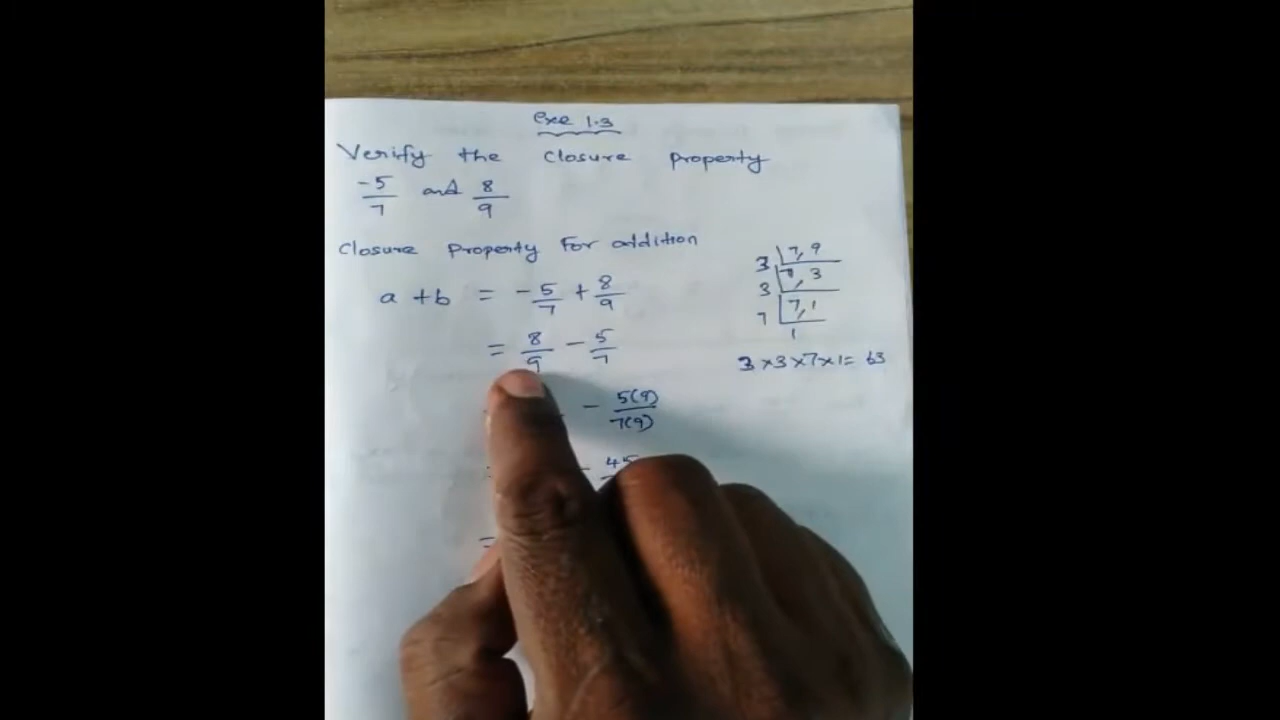 Exe 1.3
Verify the closure property
-5/7 and 8/9
Closure Property For addition
a + b = -5/7 + 8/9
= 8/9 - 5/7
- 5(9)/7(9)
- 45
=
3 | 7, 9
3 | 7, 3
7 | 7, 1
1
3 × 3 × 7 × 1 = 63